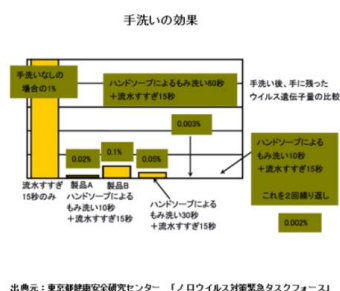 手洗いの効果
手洗いなしの
場合の1%
ハンドソープによるもみ洗い60秒
+流水すすぎ15秒
手洗い後、手に残った
ウイルス遺伝子量の比較
0.003%
ハンドソープによる
もみ洗い10秒
+流水すすぎ15秒
これを2回繰り返し
0.002%
0.02%
0.1%
0.05%
流水すすぎ
15秒のみ
製品A
製品B
ハンドソープによる
もみ洗い10秒
+流水すすぎ15秒
ハンドソープによる
もみ洗い30秒
+流水すすぎ15秒
出典元:東京都健康安全研究センター 「ノロウイルス対策緊急タスクフォース」